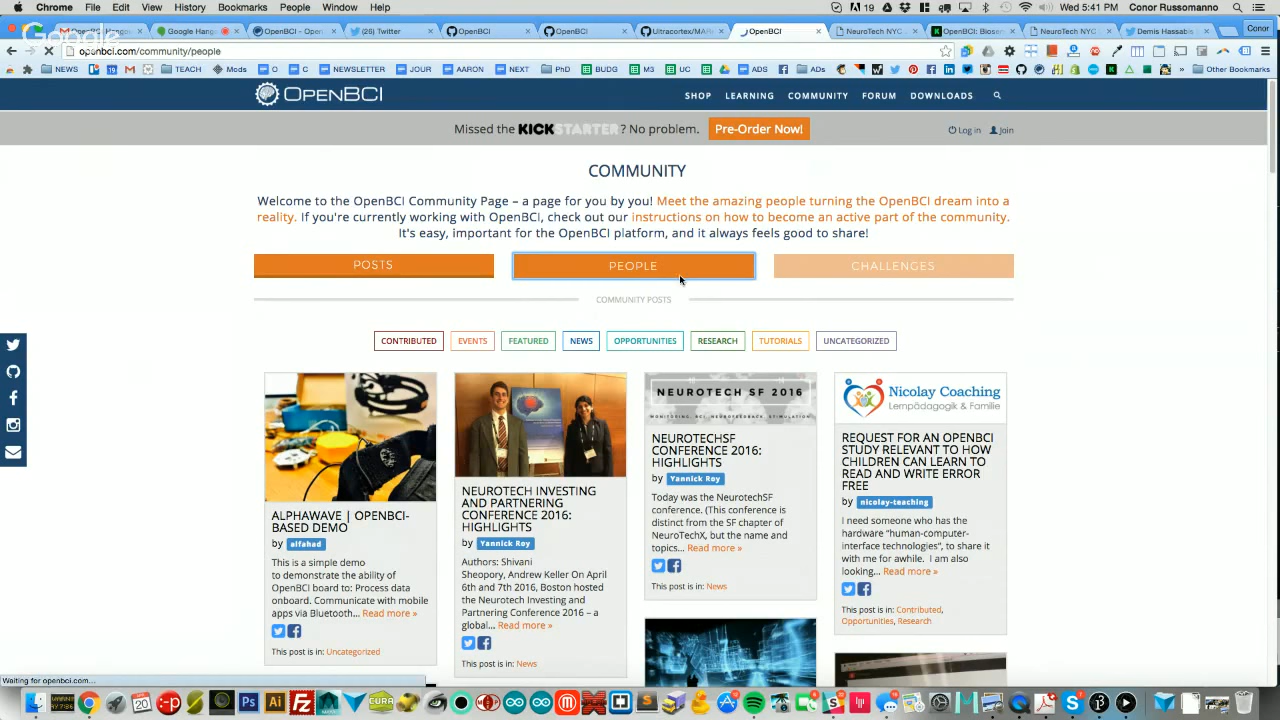 Chrome File Edit View History Bookmarks People Window Help
19 Wed 5:41 PM Conor Russomanno
Google Hang
(26) Twitter
OpenBCI
OpenBCI
Ultracortex/MAR
OpenBCI
NeuroTech NYC
OpenBCI: Biosen
NeuroTech NYC
Demis Hassabis
Conor
Google
openbci.com/community/people
NEWS TEACH Mods O C NEWSLETTER JOUR AARON NEXT PhD BUDG M3 UC ADS ADs Other Bookmarks
OPENBCI
SHOP LEARNING COMMUNITY FORUM DOWNLOADS
Missed the KICKSTARTER? No problem. Pre-Order Now!
Log in Join
COMMUNITY
Welcome to the OpenBCI Community Page – a page for you by you! Meet the amazing people turning the OpenBCI dream into a
reality. If you're currently working with OpenBCI, check out our instructions on how to become an active part of the community.
It's easy, important for the OpenBCI platform, and it always feels good to share!
POSTS PEOPLE CHALLENGES
COMMUNITY POSTS
CONTRIBUTED EVENTS FEATURED NEWS OPPORTUNITIES RESEARCH TUTORIALS UNCATEGORIZED
ALPHAWAVE | OPENBCI-
BASED DEMO
by alfahad
This is a simple demo
to demonstrate the ability of
OpenBCI board to: Process data
onboard. Communicate with mobile
apps via Bluetooth... Read more »
This post is in: Uncategorized
NEUROTECH INVESTING
AND PARTNERING
CONFERENCE 2016:
HIGHLIGHTS
by Yannick Roy
Authors: Shivani
Sheopory, Andrew Keller On April
6th and 7th 2016, Boston hosted
the Neurotech Investing and
Partnering Conference 2016 – a
global... Read more »
This post is in: News
NEUROTECH SF 2016
MONITORING, BCI, NEUROFEEDBACK, STIMULATION
NEUROTECHSF
CONFERENCE 2016:
HIGHLIGHTS
by Yannick Roy
Today was the NeurotechSF
conference. (This conference is
distinct from the SF chapter of
NeuroTechX, but the name and
topics... Read more »
This post is in: News
Nicolay Coaching
Lernpädagogik & Familie
REQUEST FOR AN OPENBCI
STUDY RELEVANT TO HOW
CHILDREN CAN LEARN TO
READ AND WRITE ERROR
FREE
by nicolay-teaching
I need someone who has the
hardware "human-computer-
interface technologies", to share it
with me for awhile. I am also
looking... Read more »
This post is in: Contributed,
Opportunities, Research
Waiting for openbci.com...